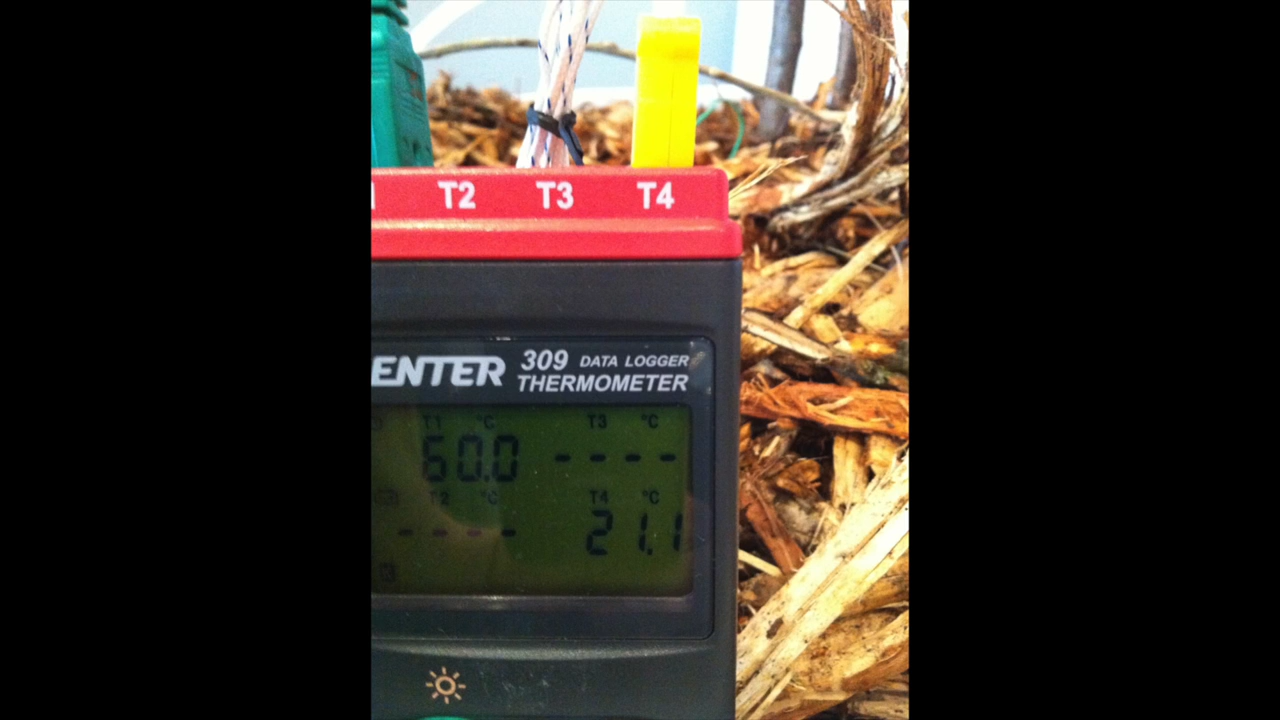 T2 T3 T4
ENTER 309 DATA LOGGER
THERMOMETER
T1 °C T3 °C
60.0 - - - -
T2 °C T4 °C
- - - - 21.1